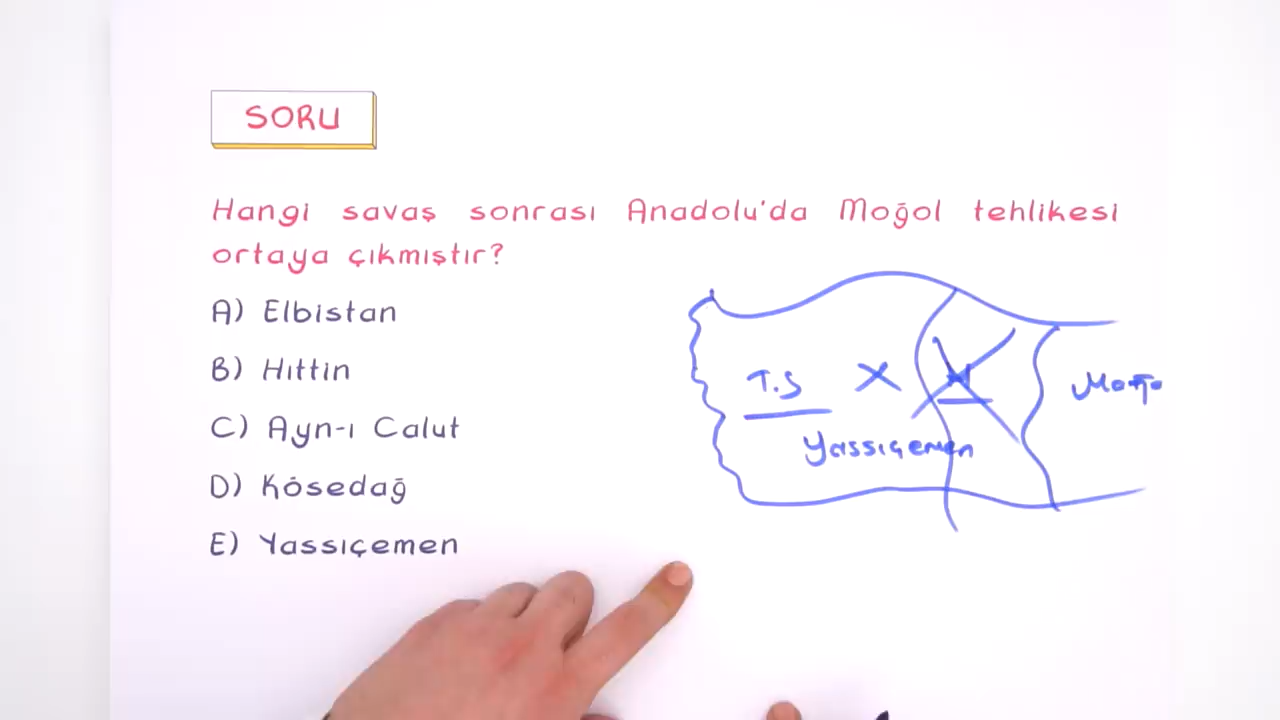 SORU
Hangi savaş sonrası Anadolu'da Moğol tehlikesi
ortaya çıkmıştır?
A) Elbistan
B) Hıttin
C) Ayn-ı Calut
D) Kösedağ
E) Yassıçemen
T.S X
Yassıçemen